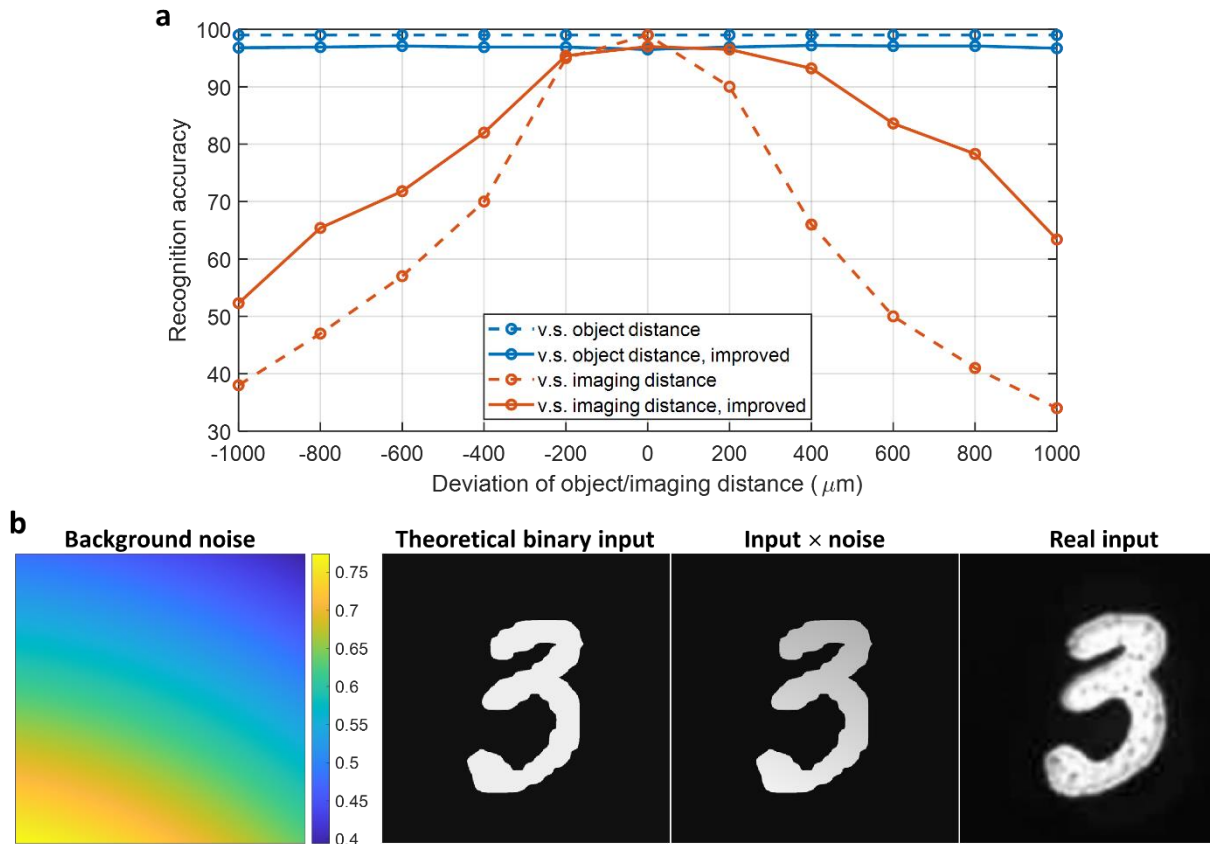 a
100
90
80
70
60
50
40
30
Recognition accuracy
v.s. object distance
v.s. object distance, improved
v.s. imaging distance
v.s. imaging distance, improved
-1000 -800 -600 -400 -200 0 200 400 600 800 1000
Deviation of object/imaging distance (μm)
b
Background noise Theoretical binary input Input × noise Real input
0.75
0.7
0.65
0.6
0.55
0.5
0.45
0.4
3 3 3